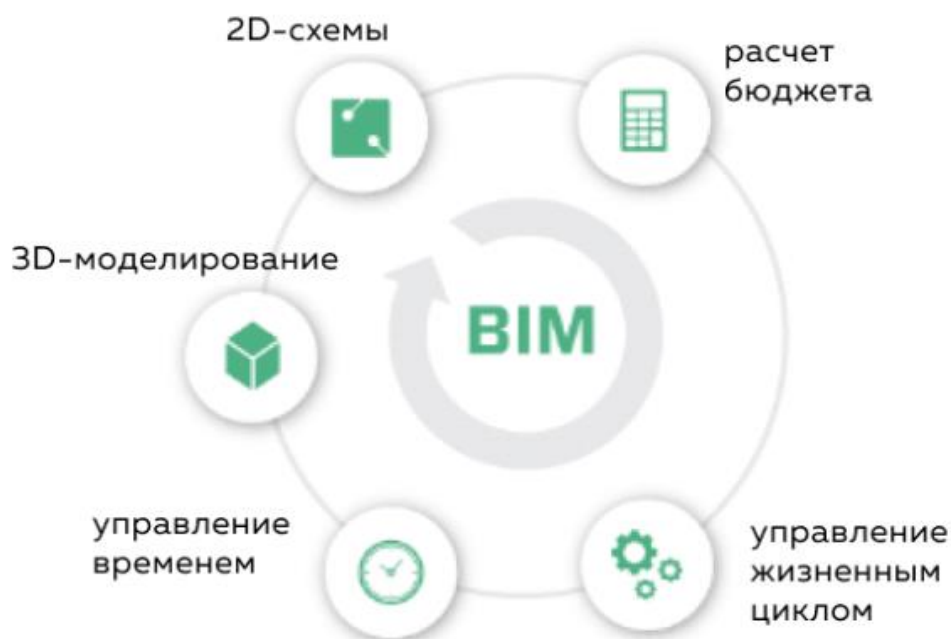 2D-схемы
расчет
бюджета
3D-моделирование
BIM
управление
временем
управление
жизненным
циклом